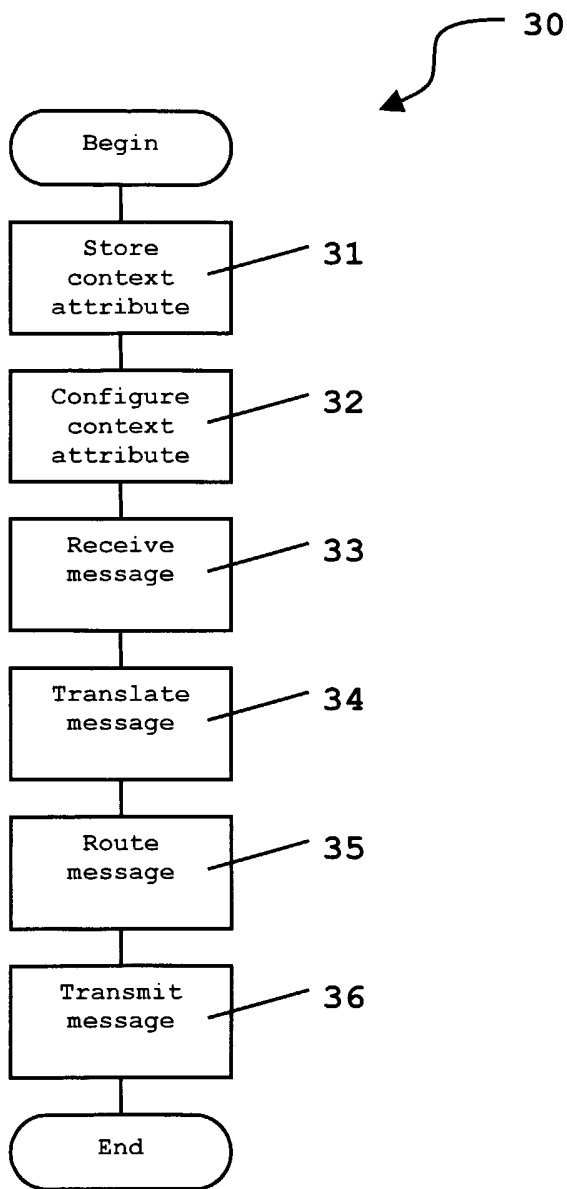 30
Begin
Store
context
attribute
31
Configure
context
attribute
32
Receive
message
33
Translate
message
34
Route
message
35
Transmit
message
36
End